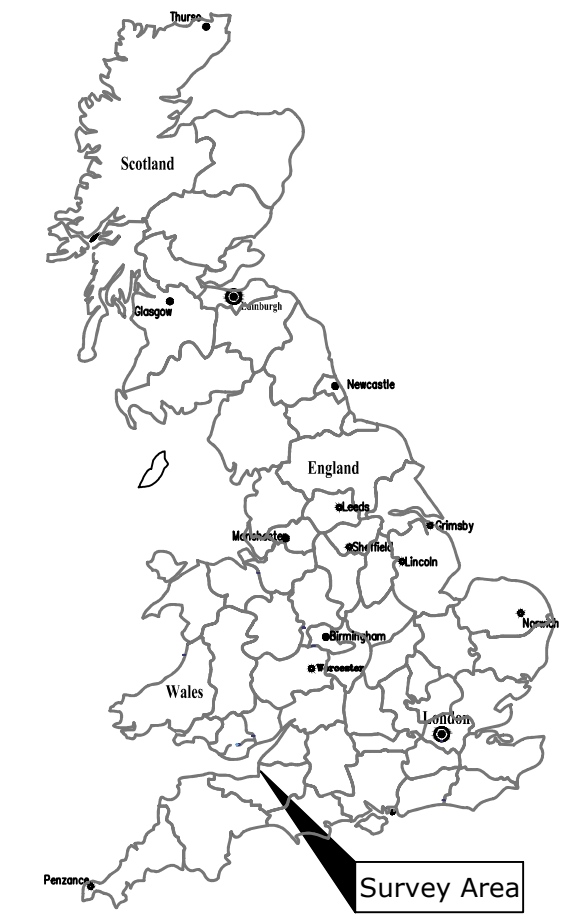 Thurso
Scotland
Edinburgh
Glasgow
Newcastle
England
Leeds
Grimsby
Manchester
Sheffield
Lincoln
Norwich
Birmingham
Worcester
Wales
London
Penzance
Survey Area